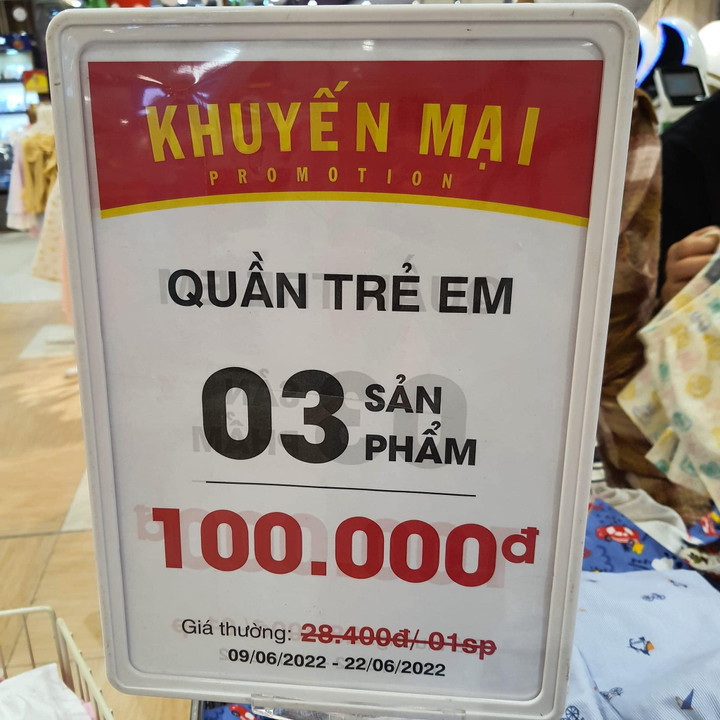 KHUYẾN MẠI
PROMOTION
QUẦN TRẺ EM
03 SẢN
PHẨM
100.000đ
Giá thường: 28.400đ/ 01sp
09/06/2022 - 22/06/2022